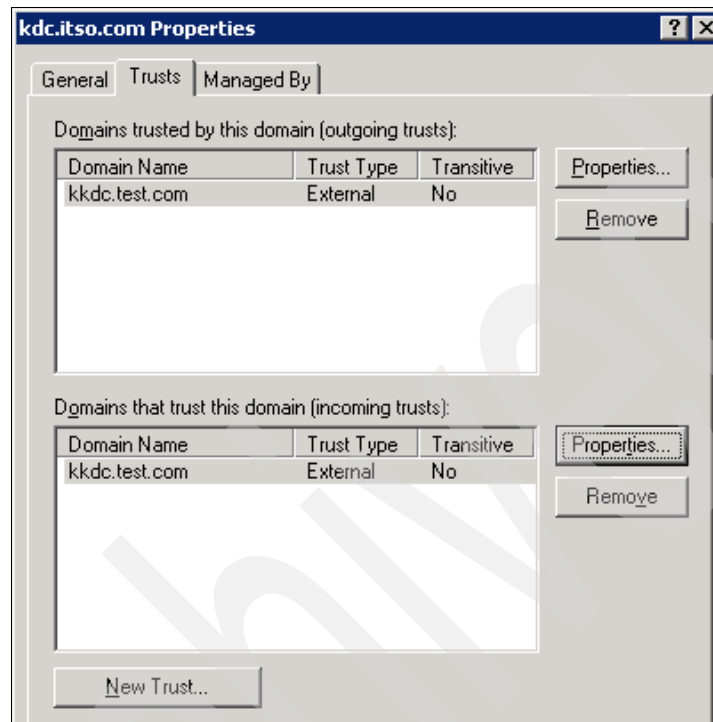 kdc.itso.com Properties
General Trusts Managed By
Domains trusted by this domain (outgoing trusts):
Domain Name Trust Type Transitive
kkdc.test.com External No
Properties...
Remove
Domains that trust this domain (incoming trusts):
Domain Name Trust Type Transitive
kkdc.test.com External No
Properties...
Remove
New Trust...